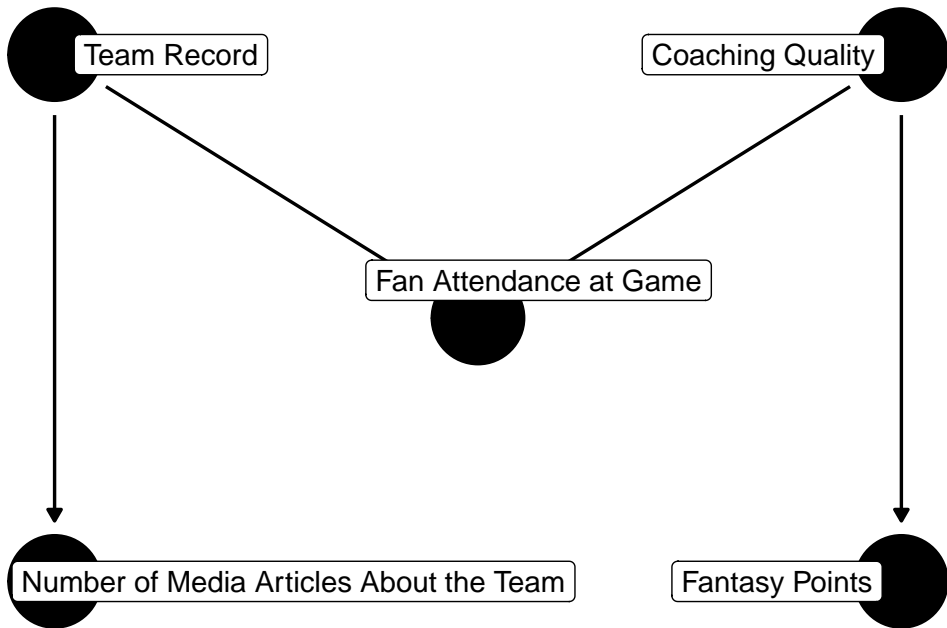 Team Record
Coaching Quality
Fan Attendance at Game
Number of Media Articles About the Team
Fantasy Points